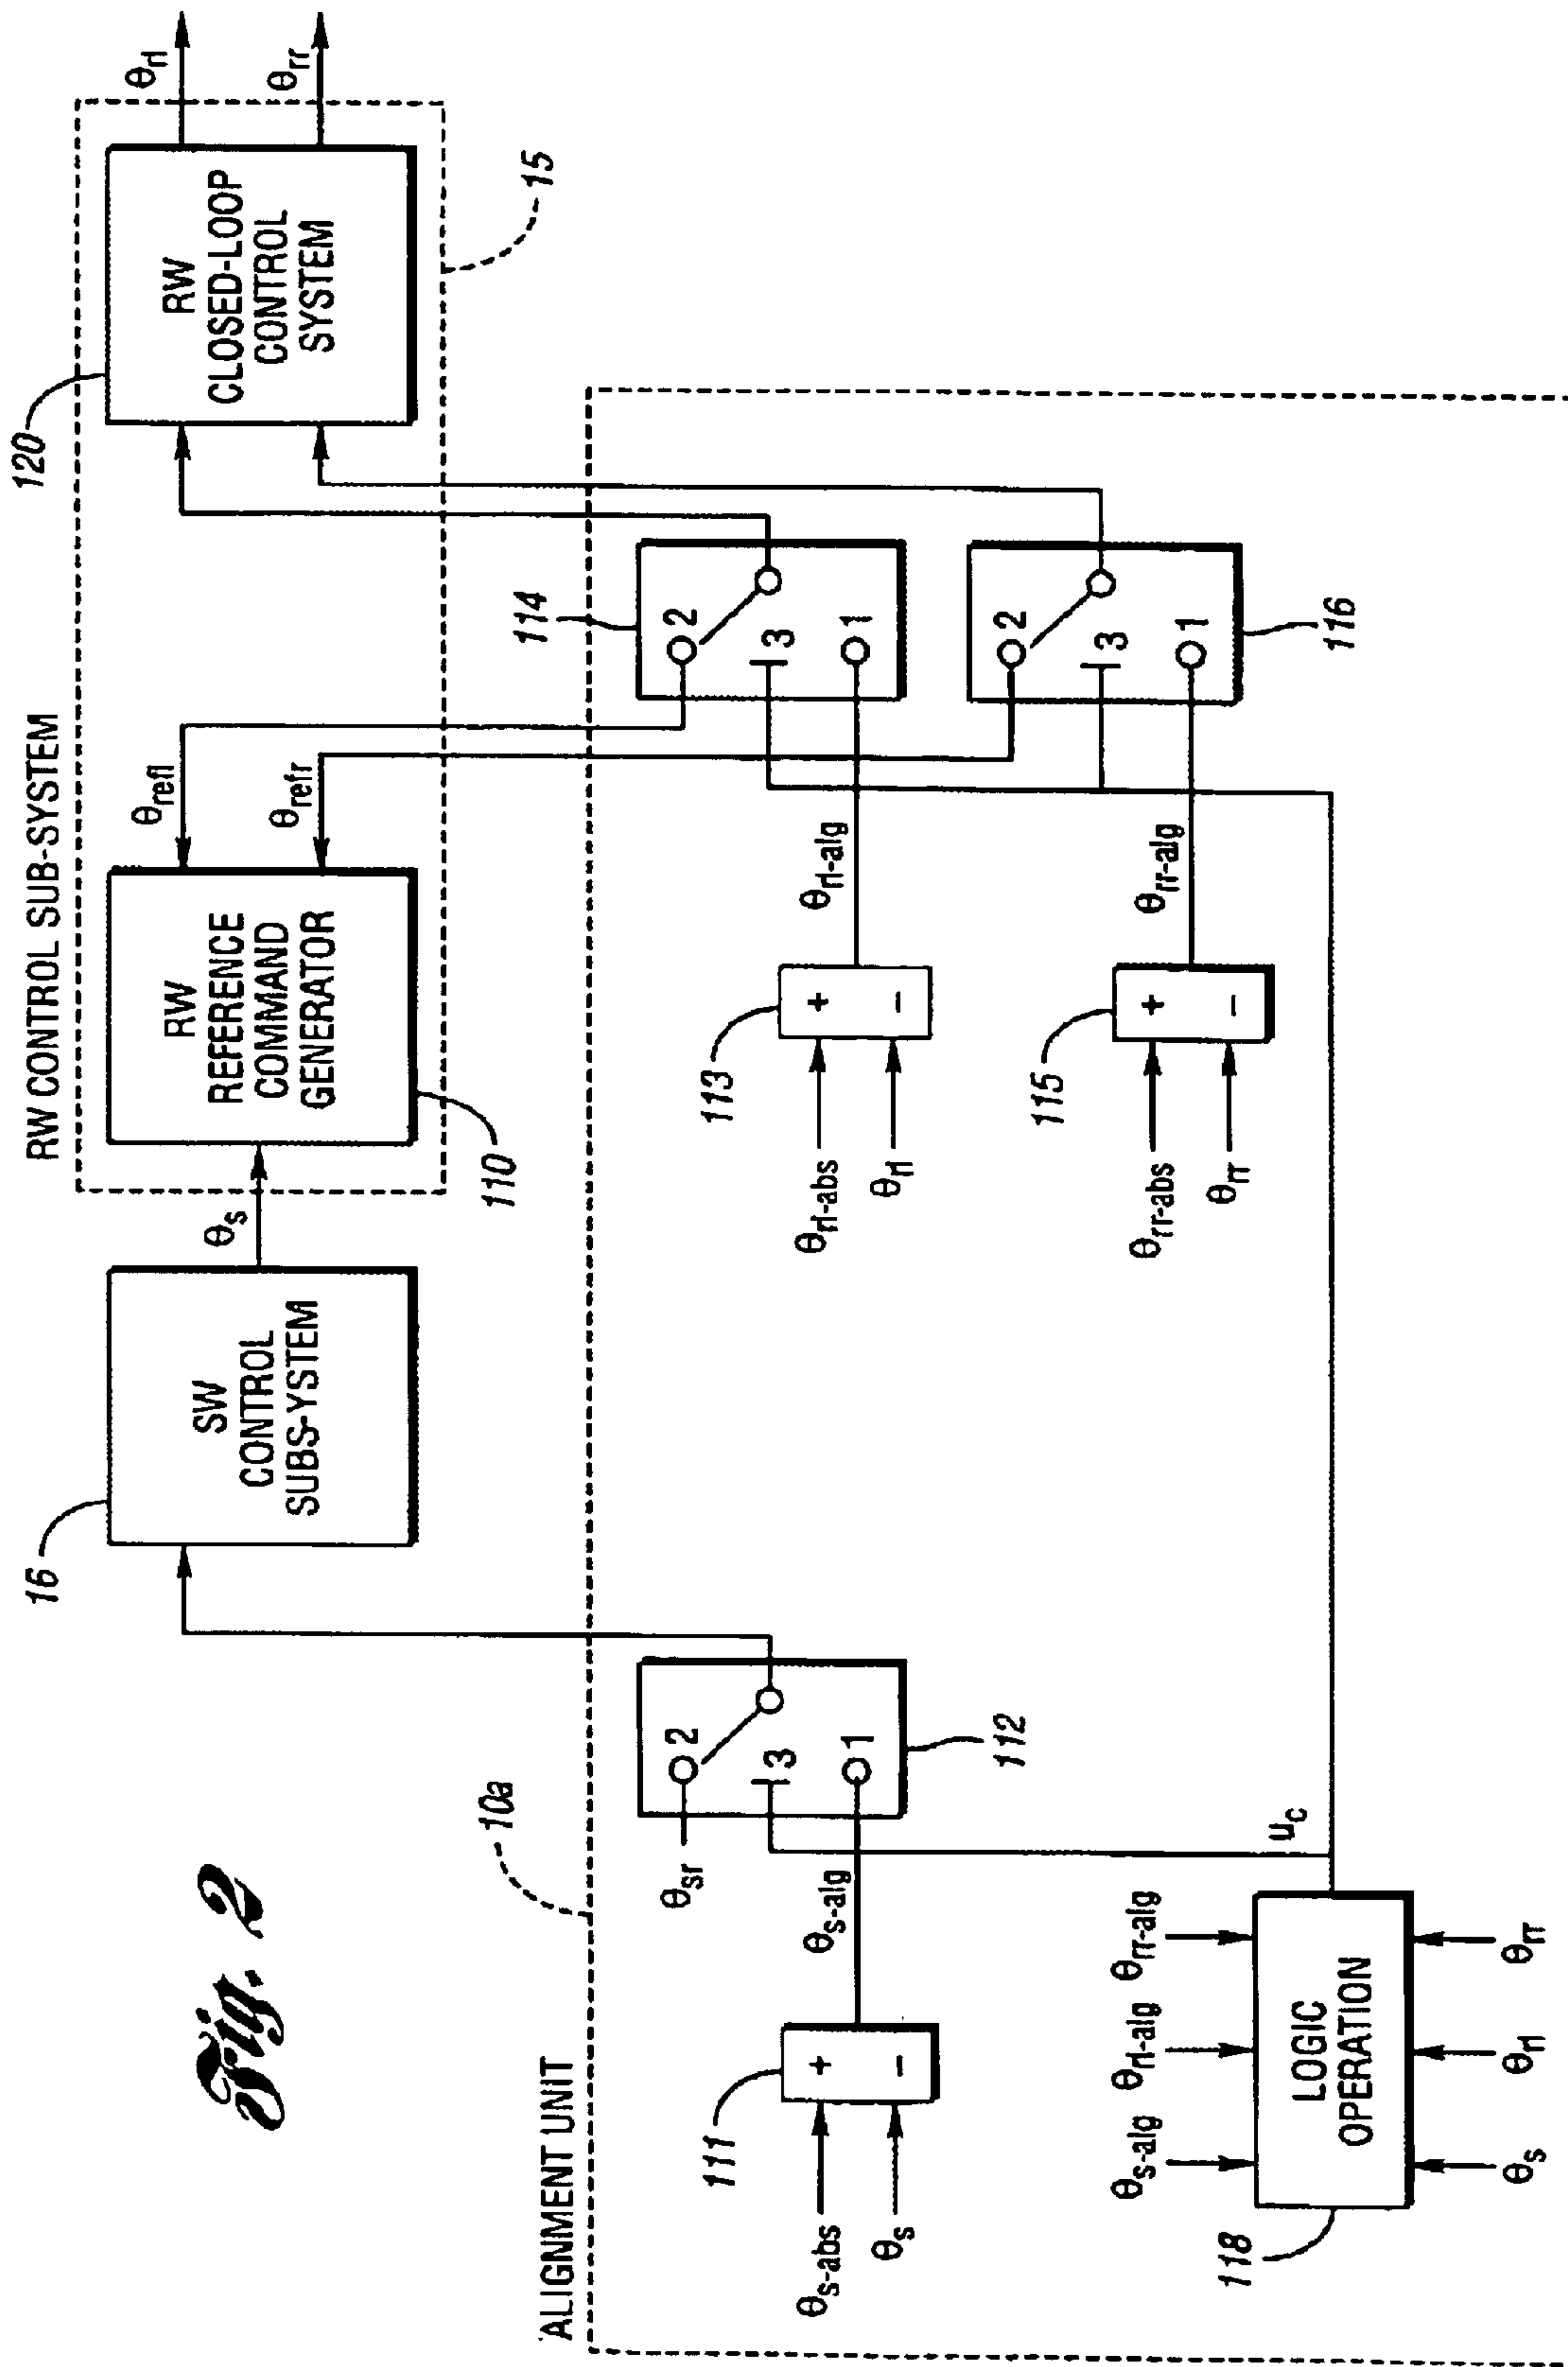 Fig. 2
RW CONTROL SUB-SYSTEM
16
SW
CONTROL
SUBS-YSTEM
θs
RW
REFERENCE
COMMAND
GENERATOR
110
θrefl
θrefr
120
RW
CLOSED-LOOP
CONTROL
SYSTEM
θrl
θrr
15
ALIGNMENT UNIT
10a
111
θs-abs
θs
+
−
θs-alg
θsr
2
3
1
112
113
θrl-abs
θrl
+
−
θrl-alg
114
2
3
1
115
θrr-abs
θrr
+
−
θrr-alg
2
3
1
116
θs-alg
θrl-alg
θrr-alg
LOGIC
OPERATION
118
θs
θrl
θrr
uc